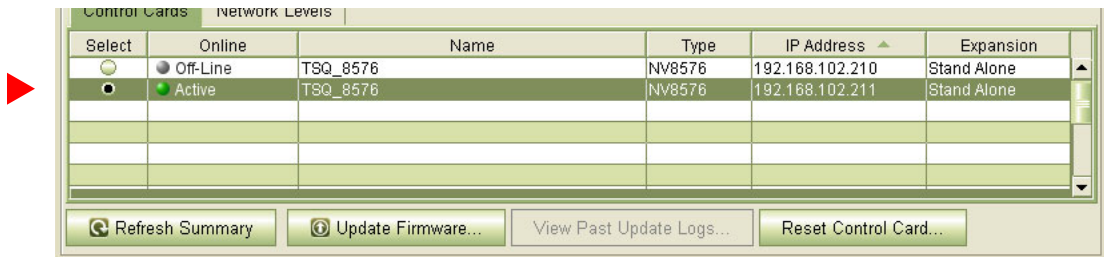 Control Cards Network Levels
Select Online Name Type IP Address Expansion
Off-Line TSQ_8576 NV8576 192.168.102.210 Stand Alone
Active TSQ_8576 NV8576 192.168.102.211 Stand Alone
Refresh Summary Update Firmware... View Past Update Logs... Reset Control Card...